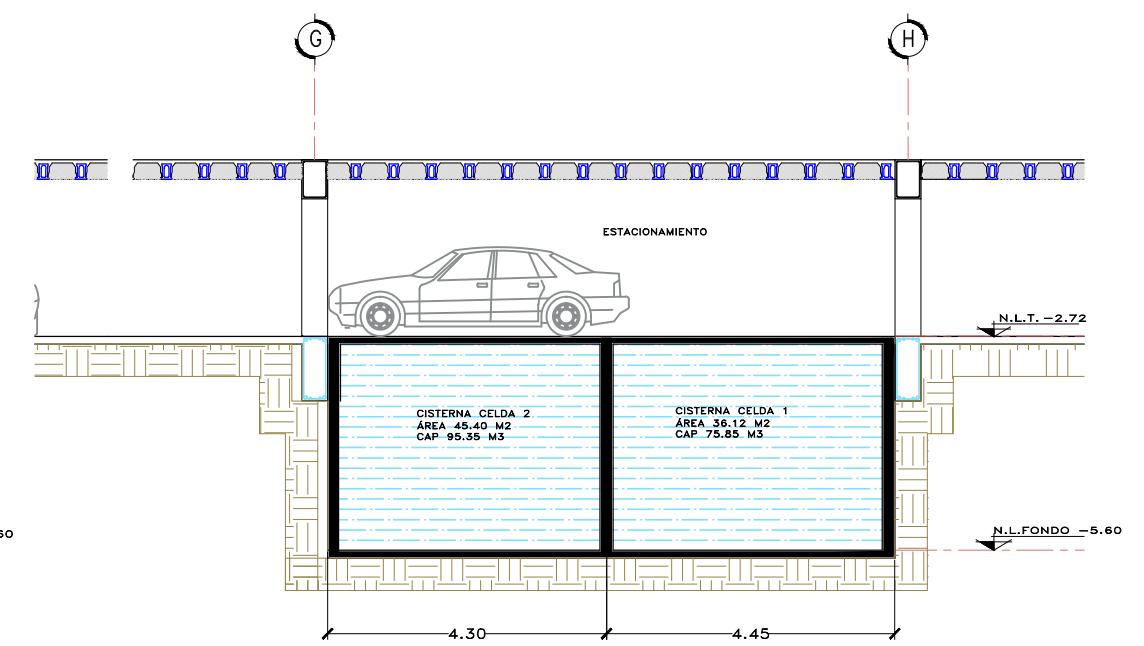 G
H
ESTACIONAMIENTO
N.L.T. -2.72
CISTERNA CELDA 2
ÁREA 45.40 M2
CAP 95.35 M3
CISTERNA CELDA 1
ÁREA 36.12 M2
CAP 75.85 M3
N.L.FONDO -5.60
4.30
4.45